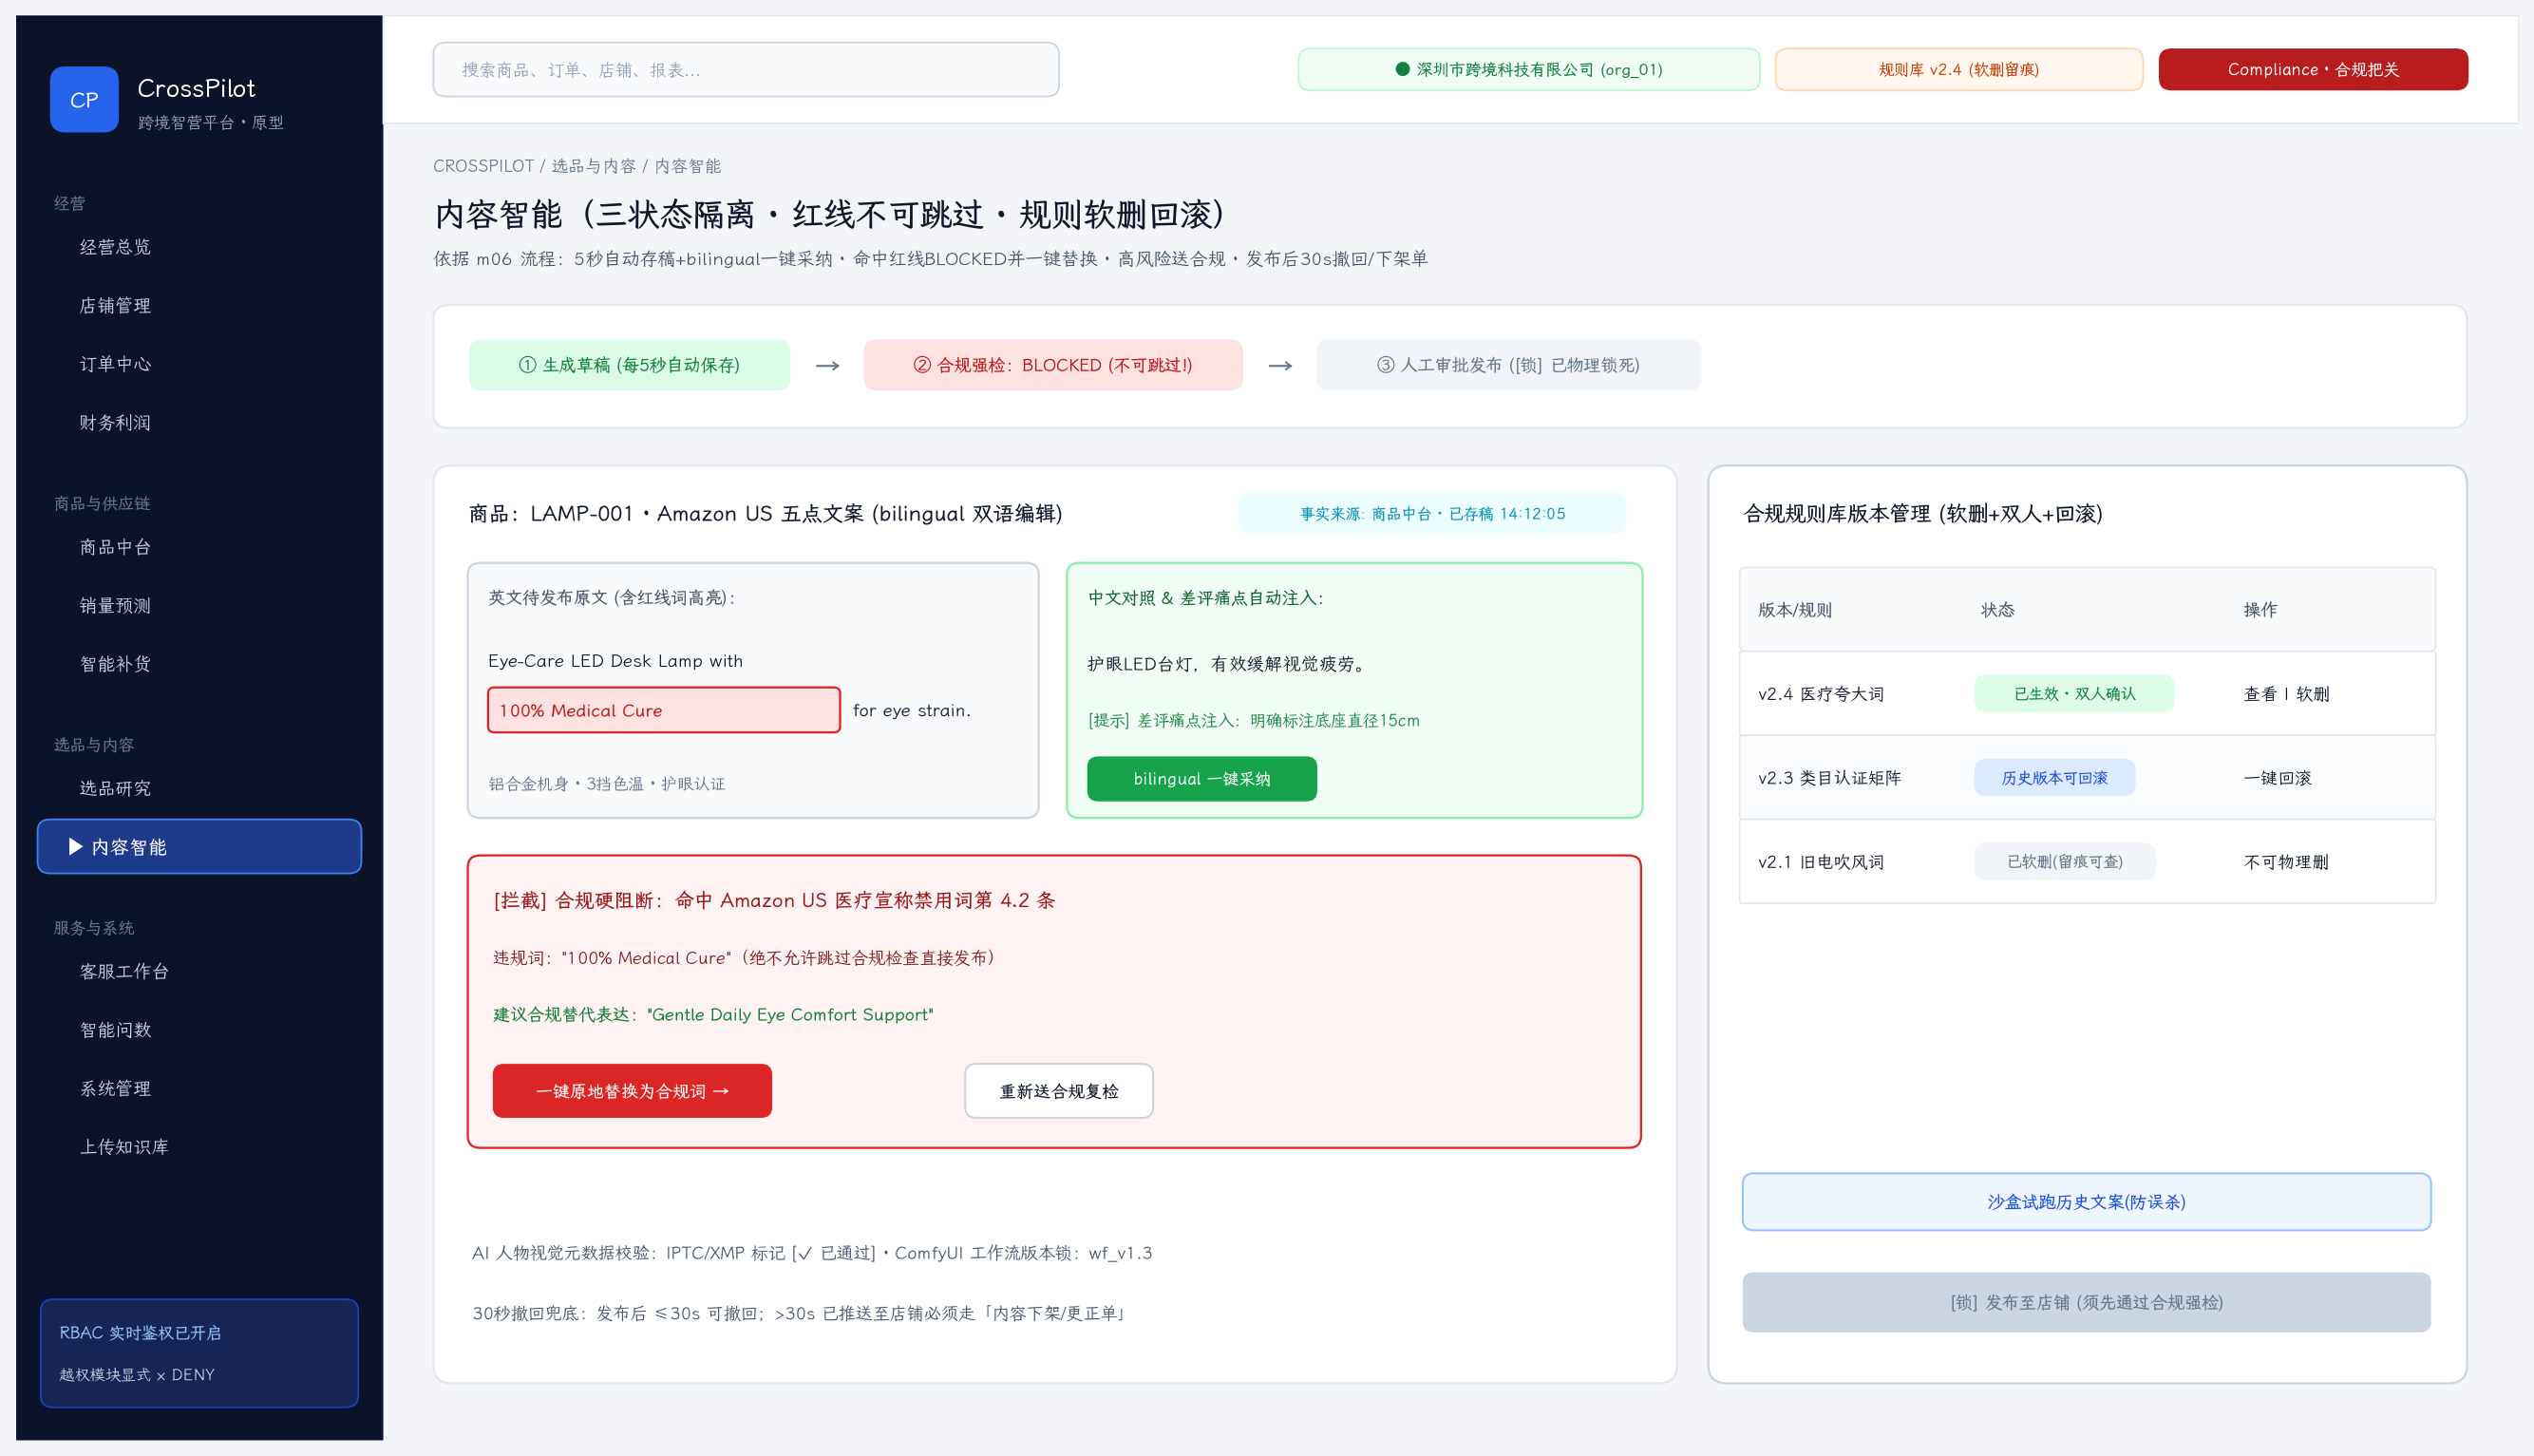 CP
CrossPilot
跨境智营平台・原型
经营
经营总览
店铺管理
订单中心
财务利润
商品与供应链
商品中台
销量预测
智能补货
选品与内容
选品研究
▶ 内容智能
服务与系统
客服工作台
智能问数
系统管理
上传知识库
RBAC 实时鉴权已开启
越权模块显式 × DENY
搜索商品、订单、店铺、报表...
● 深圳市跨境科技有限公司 (org_01)
规则库 v2.4 (软删留痕)
Compliance・合规把关
CROSSPILOT / 选品与内容 / 内容智能
内容智能（三状态隔离・红线不可跳过・规则软删回滚）
依据 m06 流程：5秒自动存稿+bilingual一键采纳・命中红线BLOCKED并一键替换・高风险送合规・发布后30s撤回/下架单
① 生成草稿 (每5秒自动保存)
→
② 合规强检：BLOCKED (不可跳过!)
→
③ 人工审批发布 ([锁] 已物理锁死)
商品：LAMP-001・Amazon US 五点文案 (bilingual 双语编辑)
事实来源: 商品中台・已存稿 14:12:05
英文待发布原文 (含红线词高亮)：
Eye-Care LED Desk Lamp with
100% Medical Cure for eye strain.
铝合金机身・3挡色温・护眼认证
中文对照 & 差评痛点自动注入：
护眼LED台灯，有效缓解视觉疲劳。
[提示] 差评痛点注入：明确标注底座直径15cm
bilingual 一键采纳
[拦截] 合规硬阻断：命中 Amazon US 医疗宣称禁用词第 4.2 条
违规词："100% Medical Cure"（绝不允许跳过合规检查直接发布）
建议合规替代表达："Gentle Daily Eye Comfort Support"
一键原地替换为合规词 →
重新送合规复检
AI 人物视觉元数据校验：IPTC/XMP 标记 [✓ 已通过]・ComfyUI 工作流版本锁：wf_v1.3
30秒撤回兜底：发布后 ≤30s 可撤回；>30s 已推送至店铺必须走「内容下架/更正单」
合规规则库版本管理 (软删+双人+回滚)
版本/规则 状态 操作
v2.4 医疗夸大词 已生效・双人确认 查看 | 软删
v2.3 类目认证矩阵 历史版本可回滚 一键回滚
v2.1 旧电吹风词 已软删(留痕可查) 不可物理删
沙盒试跑历史文案(防误杀)
[锁] 发布至店铺 (须先通过合规强检)